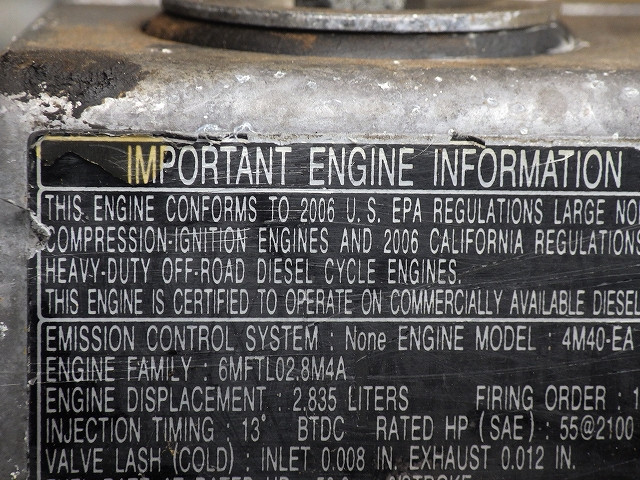 IMPORTANT ENGINE INFORMATION
THIS ENGINE CONFORMS TO 2006 U.S. EPA REGULATIONS LARGE
COMPRESSION-IGNITION ENGINES AND 2006 CALIFORNIA REGULATIONS
HEAVY-DUTY OFF-ROAD DIESEL CYCLE ENGINES.
THIS ENGINE IS CERTIFIED TO OPERATE ON COMMERCIALLY AVAILABLE DIESEL
EMISSION CONTROL SYSTEM : None ENGINE MODEL : 4M40-EA
ENGINE FAMILY : 6MFTL02.8M4A
ENGINE DISPLACEMENT : 2.835 LITERS FIRING ORDER : 1
INJECTION TIMING : 13° BTDC RATED HP (SAE) : 55@2100
VALVE LASH (COLD) : INLET 0.008 IN. EXHAUST 0.012 IN.